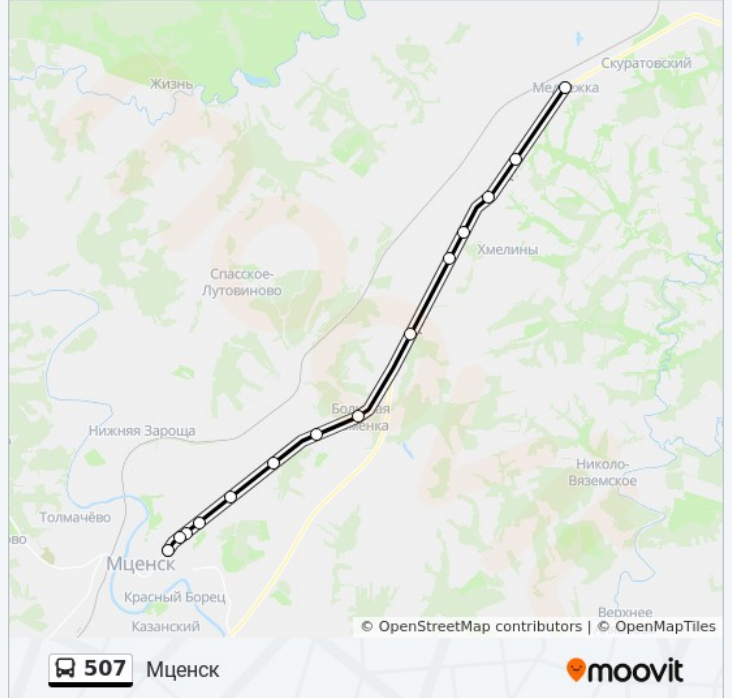 Скуратовский
Жизнь
Хмелины
Спасское-
Лутовиново
Нижняя Зароща
Николо-
Вяземское
Толмачёво
Мценск
Красный Борец
Казанский
Верхнее
© OpenStreetMap contributors | © OpenMapTiles
507 Мценск
moovit